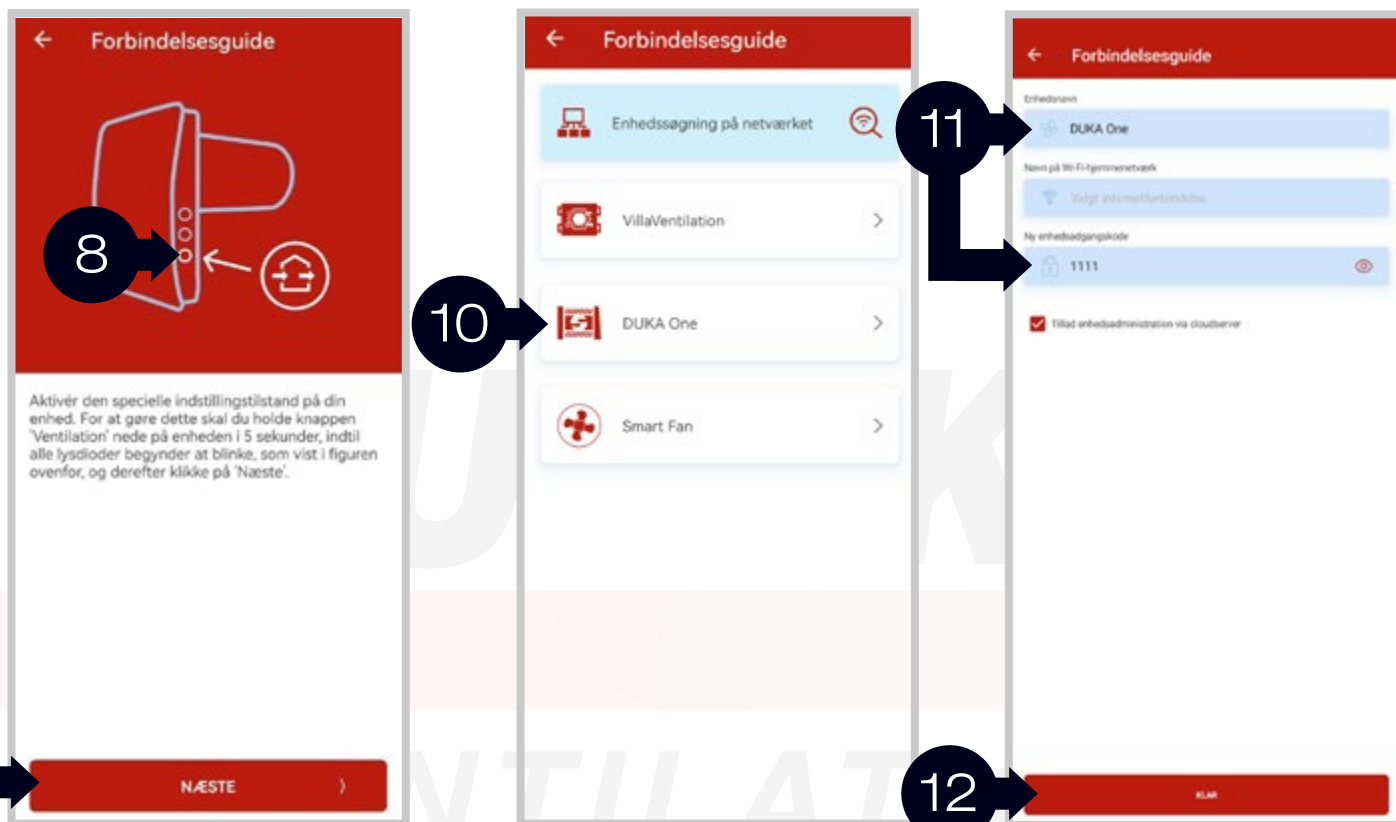 Forbindelsesguide
8
Aktivér den specielle indstillingstilstand på din
enhed. For at gøre dette skal du holde knappen
'Ventilation' nede på enheden i 5 sekunder, indtil
alle lysdioder begynder at blinke, som vist i figuren
ovenfor, og derefter klikke på 'Næste'.
NÆSTE
Forbindelsesguide
Enhedssøgning på netværket
VillaVentilation
10
DUKA One
Smart Fan
Forbindelsesguide
Enhedsnavn
11
DUKA One
Navn på Wi-Fi-hjemmenetværk
Valgt internetforbindelse
Ny enhedsadgangskode
1111
Tillad enhedsadministration via cloudserver
12
KLAR